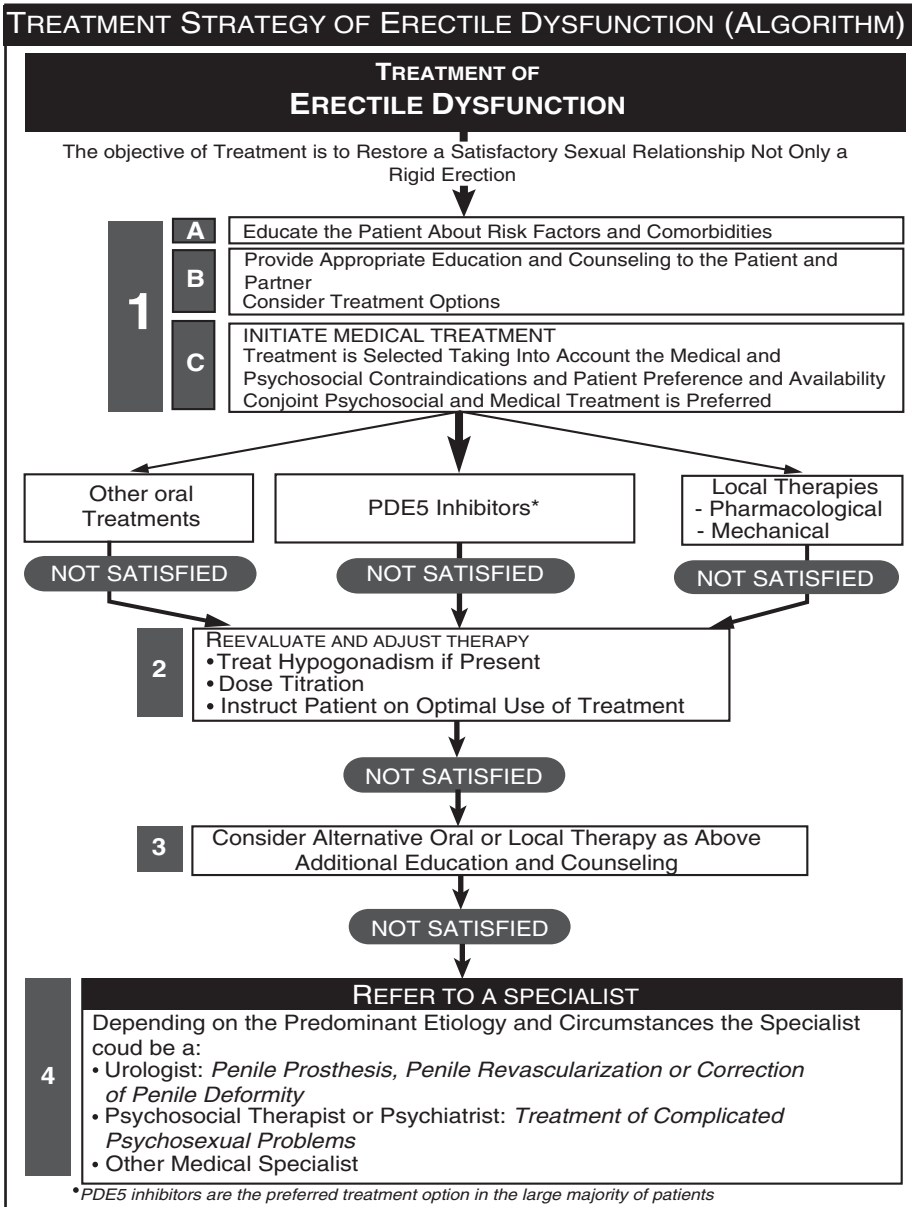 TREATMENT STRATEGY OF ERECTILE DYSFUNCTION (ALGORITHM)
TREATMENT OF
ERECTILE DYSFUNCTION
The objective of Treatment is to Restore a Satisfactory Sexual Relationship Not Only a
Rigid Erection
1
A
Educate the Patient About Risk Factors and Comorbidities
B
Provide Appropriate Education and Counseling to the Patient and
Partner
Consider Treatment Options
C
INITIATE MEDICAL TREATMENT
Treatment is Selected Taking Into Account the Medical and
Psychosocial Contraindications and Patient Preference and Availability
Conjoint Psychosocial and Medical Treatment is Preferred
Other oral
Treatments
PDE5 Inhibitors*
Local Therapies
- Pharmacological
- Mechanical
NOT SATISFIED
NOT SATISFIED
NOT SATISFIED
2
REEVALUATE AND ADJUST THERAPY
• Treat Hypogonadism if Present
• Dose Titration
• Instruct Patient on Optimal Use of Treatment
NOT SATISFIED
3
Consider Alternative Oral or Local Therapy as Above
Additional Education and Counseling
NOT SATISFIED
4
REFER TO A SPECIALIST
Depending on the Predominant Etiology and Circumstances the Specialist
coud be a:
• Urologist: Penile Prosthesis, Penile Revascularization or Correction
of Penile Deformity
• Psychosocial Therapist or Psychiatrist: Treatment of Complicated
Psychosexual Problems
• Other Medical Specialist
•PDE5 inhibitors are the preferred treatment option in the large majority of patients